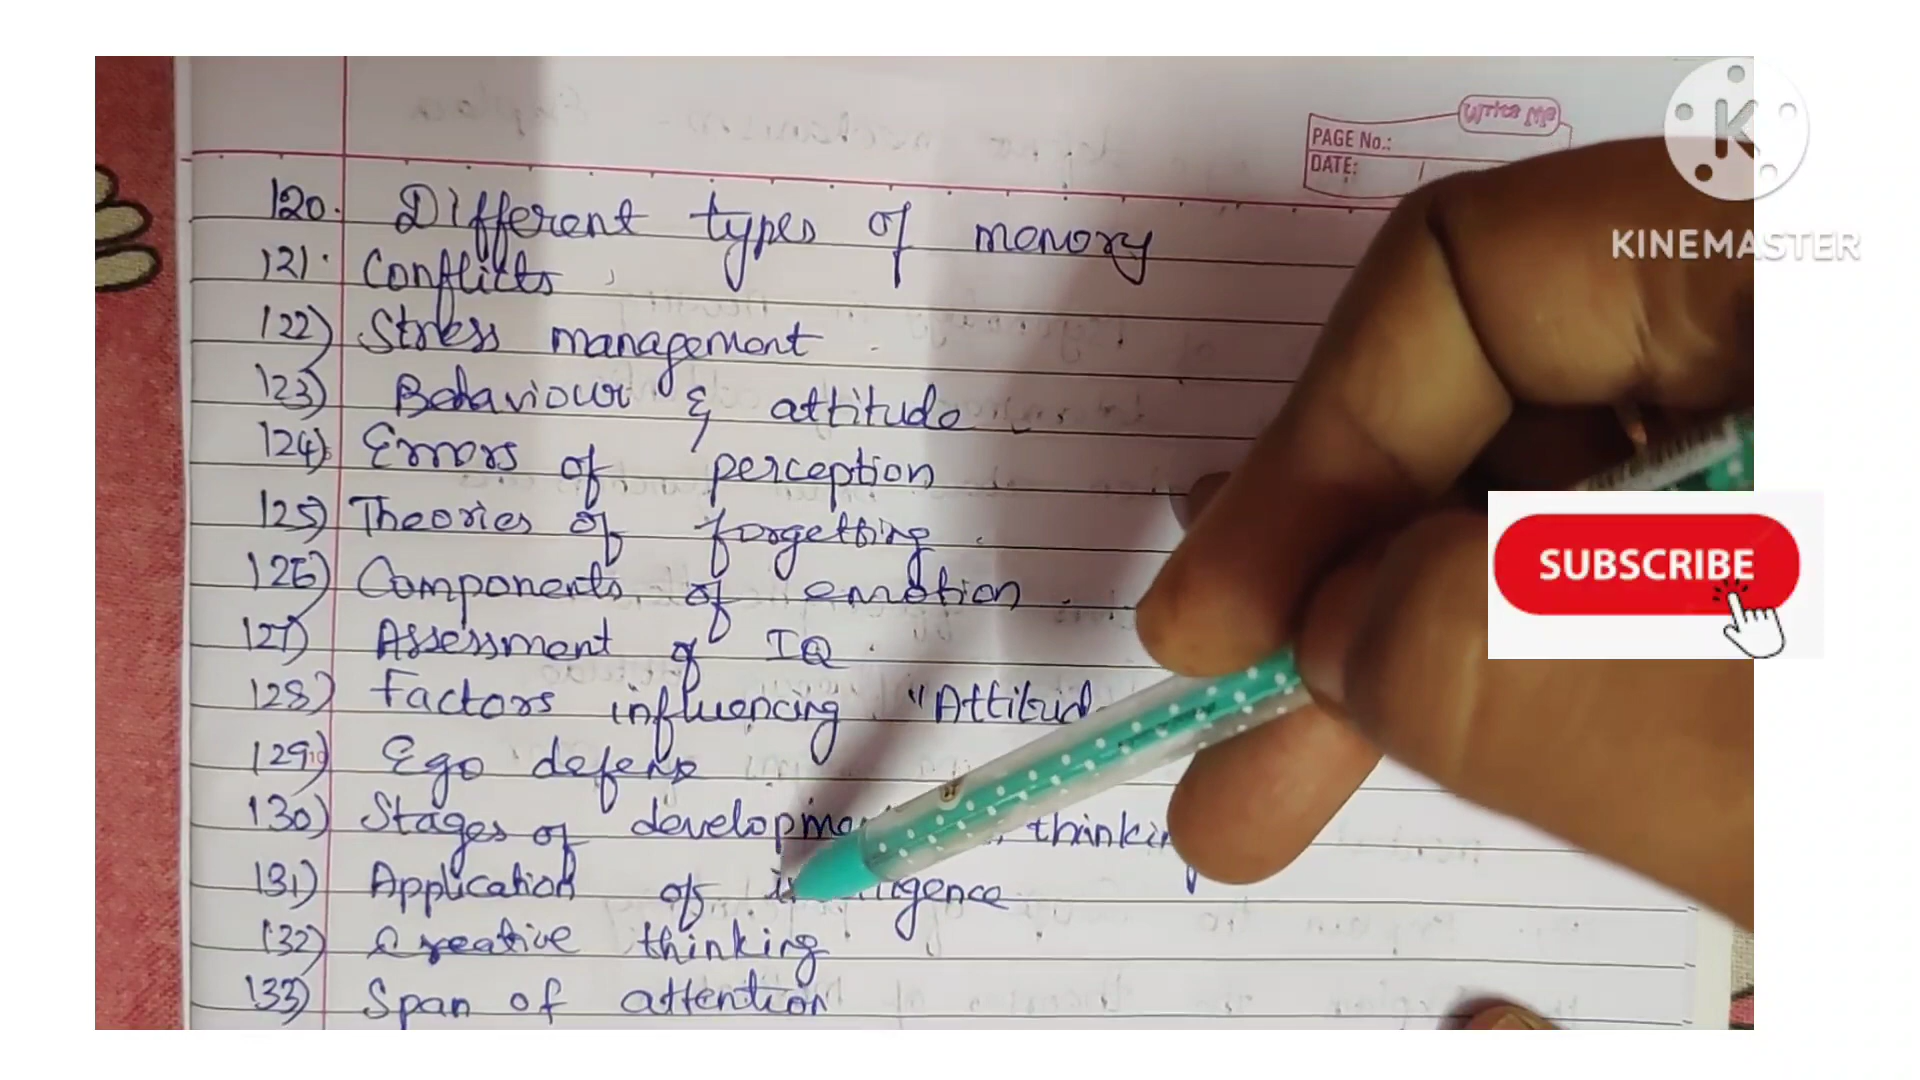 Write Me
PAGE No.:
DATE:
KINEMASTER
120. Different types of memory
121. Conflicts
122) Stress management
123) Behaviour & attitude
124) Errors of perception
125) Theories of forgetting
126) Components of emotion
127) Assessment of IQ
128) Factors influencing "Attitud
129) Ego defense
130) Stages of developme thinkin
131) Application of gence
132) Creative thinking
133) Span of attention
SUBSCRIBE